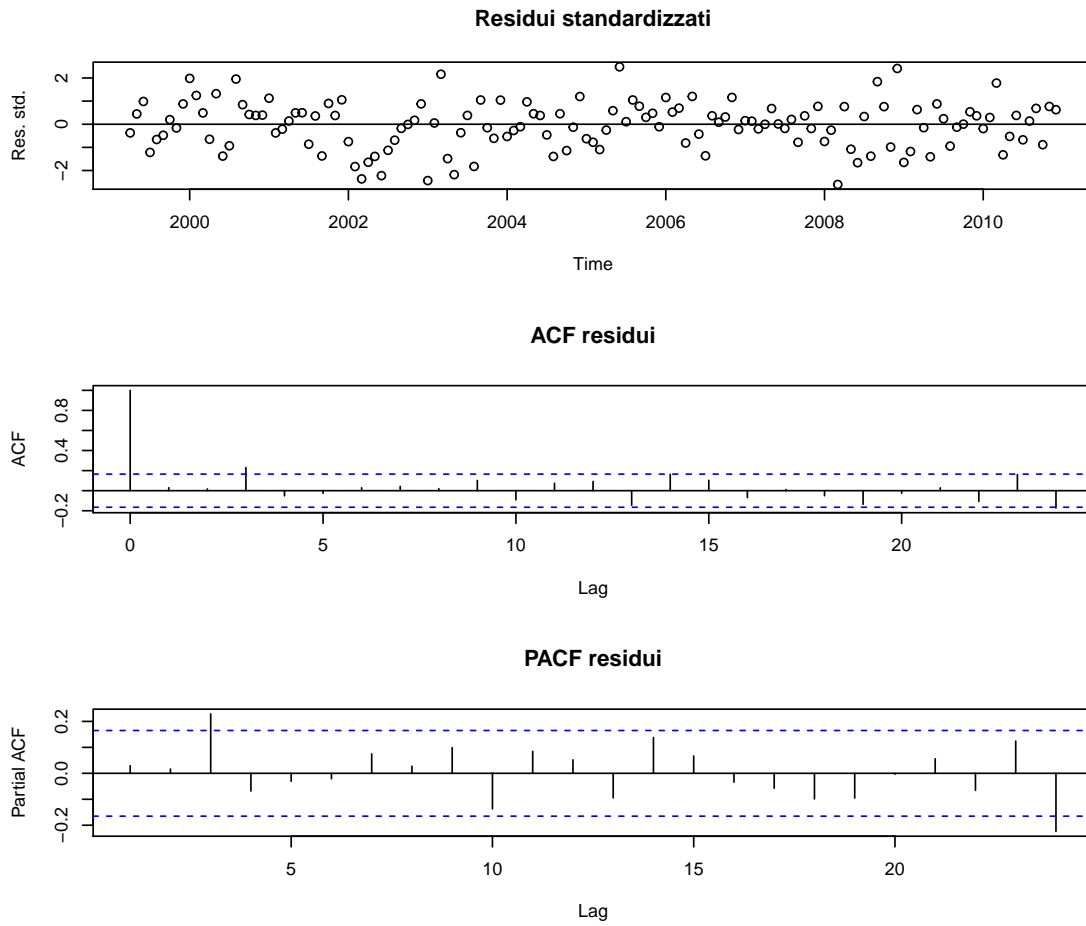 Residui standardizzati
Res. std.
2
0
−2
2000 2002 2004 2006 2008 2010
Time
ACF residui
ACF
0.8
0.4
−0.2
0 5 10 15 20
Lag
PACF residui
Partial ACF
0.2
0.0
−0.2
5 10 15 20
Lag